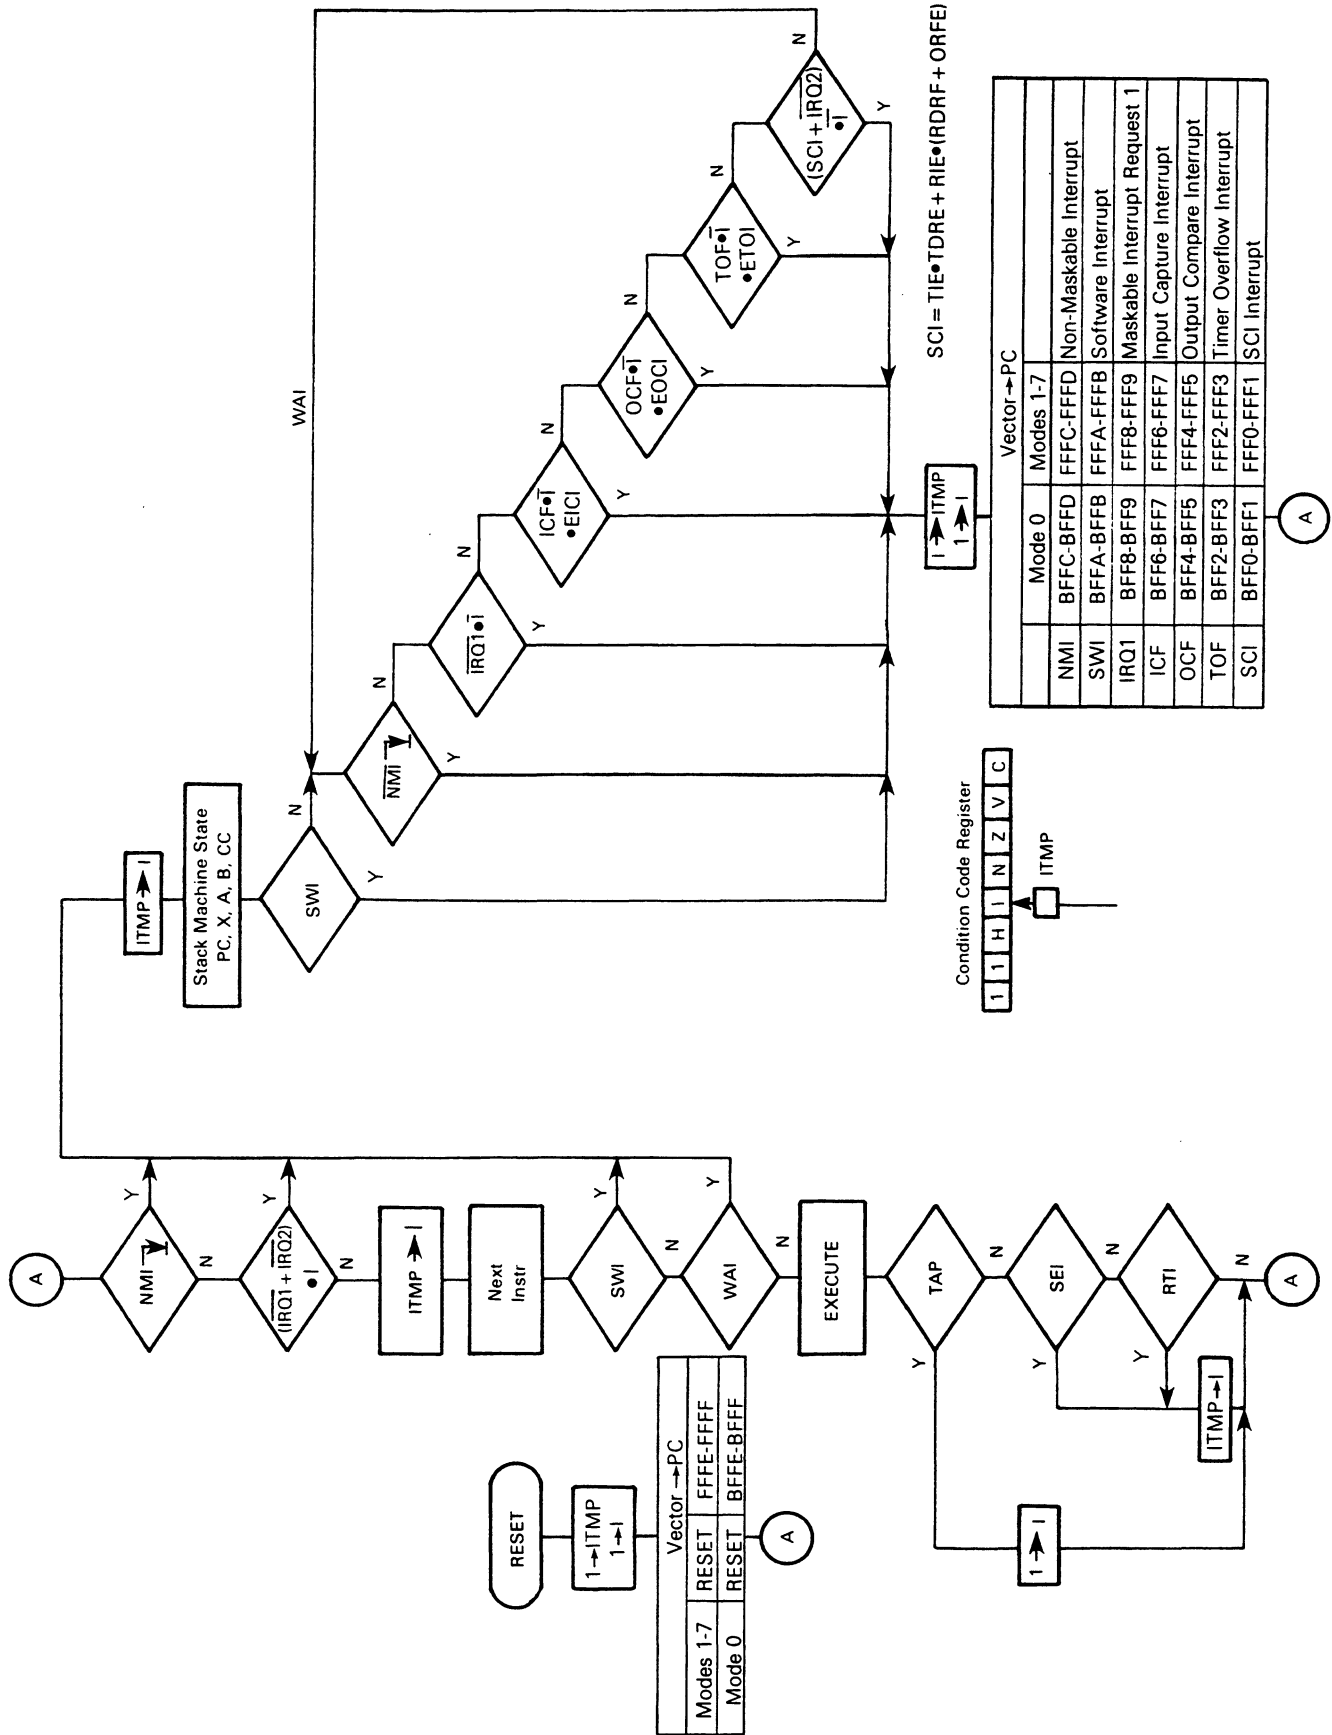 A
NMI
Y
N
(IRQ1 + IRQ2)
•I
Y
N
ITMP → I
Next
Instr
SWI
Y
N
WAI
Y
N
EXECUTE
TAP
Y
N
SEI
Y
N
RTI
Y
N
ITMP→I
1 → I
A
RESET
1→ITMP
1→I
Vector →PC
Modes 1-7 RESET FFFE-FFFF
Mode 0 RESET BFFE-BFFF
A
ITMP → I
Stack Machine State
PC, X, A, B, CC
SWI
N
Y
WAI
NMI
N
Y
IRQ1•I
N
Y
ICF•I
•EICI
N
Y
OCF•I
•EOCI
N
Y
TOF•I
•ETOI
N
Y
(SCI + IRQ2)
•I
N
Y
SCI = TIE•TDRE + RIE•(RDRF + ORFE)
I → ITMP
1 → I
Condition Code Register
1 1 H I N Z V C
ITMP
Vector→PC
Mode 0 Modes 1-7
NMI BFFC-BFFD FFFC-FFFD Non-Maskable Interrupt
SWI BFFA-BFFB FFFA-FFFB Software Interrupt
IRQ1 BFF8-BFF9 FFF8-FFF9 Maskable Interrupt Request 1
ICF BFF6-BFF7 FFF6-FFF7 Input Capture Interrupt
OCF BFF4-BFF5 FFF4-FFF5 Output Compare Interrupt
TOF BFF2-BFF3 FFF2-FFF3 Timer Overflow Interrupt
SCI BFF0-BFF1 FFF0-FFF1 SCI Interrupt
A